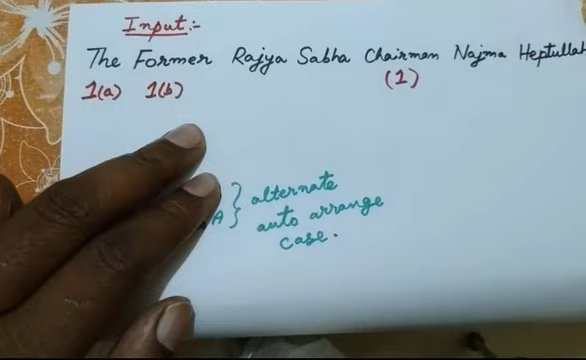 Input:-
The Former Rajya Sabha Chairman Najma Heptullah
1(a) 1(b) (1)
A } alternate
auto arrange
case.